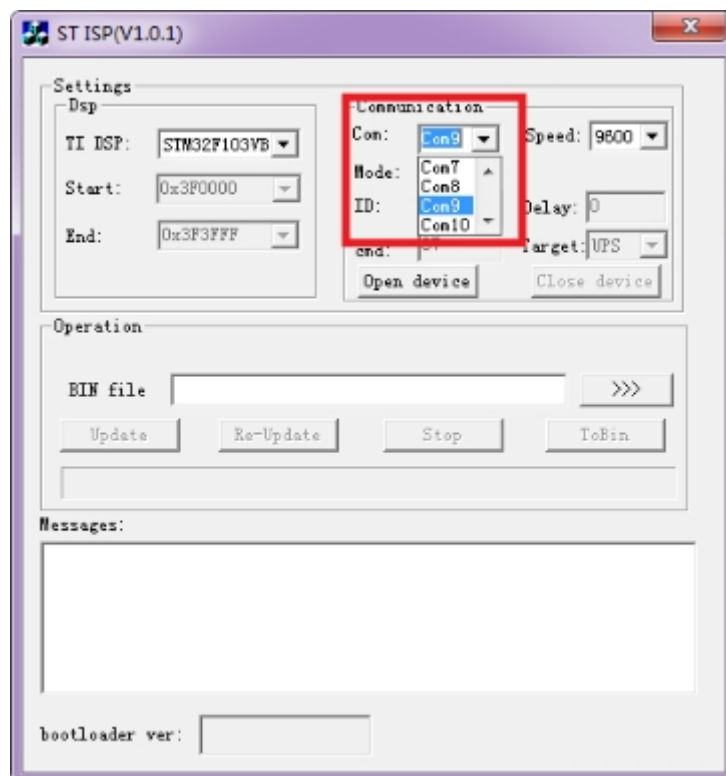 ST ISP(V1.0.1)
x
Settings
Dsp
TI DSP: STM32F103VB
Start: 0x3F0000
End: 0x3F3FFF
Communication
Com: Com9
Speed: 9600
Mode: Com7
Com8
ID: Com9
Delay: 0
Com10
cmd:
Target: UPS
Open device
Close device
Operation
BIN file
>>>
Update
Re-Update
Stop
ToBin
Messages:
bootloader ver: